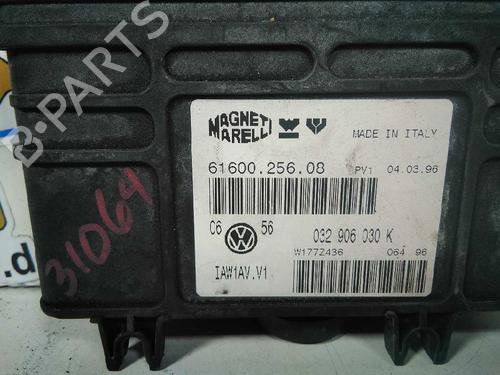 B-PARTS
MAGNETI
MARELLI
MADE IN ITALY
61600.256.08 PV1 04.03.96
C6 56
032 906 030 K
W177Z436 064 96
IAW1AV.V1
31064
.d